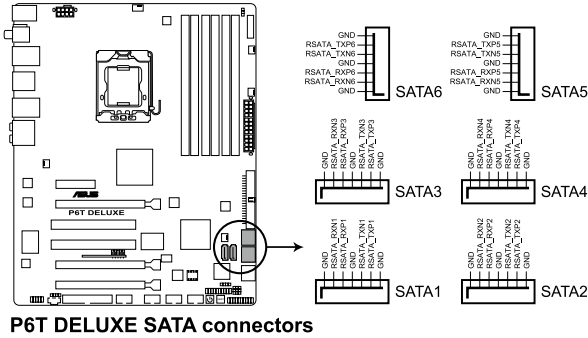 GND
RSATA_TXP6
RSATA_TXN6
GND
RSATA_RXP6
RSATA_RXN6
GND
SATA6
GND
RSATA_TXP5
RSATA_TXN5
GND
RSATA_RXP5
RSATA_RXN5
GND
SATA5
GND
RSATA_RXN3
RSATA_RXP3
GND
RSATA_TXN3
RSATA_TXP3
GND
SATA3
GND
RSATA_RXN4
RSATA_RXP4
GND
RSATA_TXN4
RSATA_TXP4
GND
SATA4
ASUS
P6T DELUXE
GND
RSATA_RXN1
RSATA_RXP1
GND
RSATA_TXN1
RSATA_TXP1
GND
SATA1
GND
RSATA_RXN2
RSATA_RXP2
GND
RSATA_TXN2
RSATA_TXP2
GND
SATA2
P6T DELUXE SATA connectors